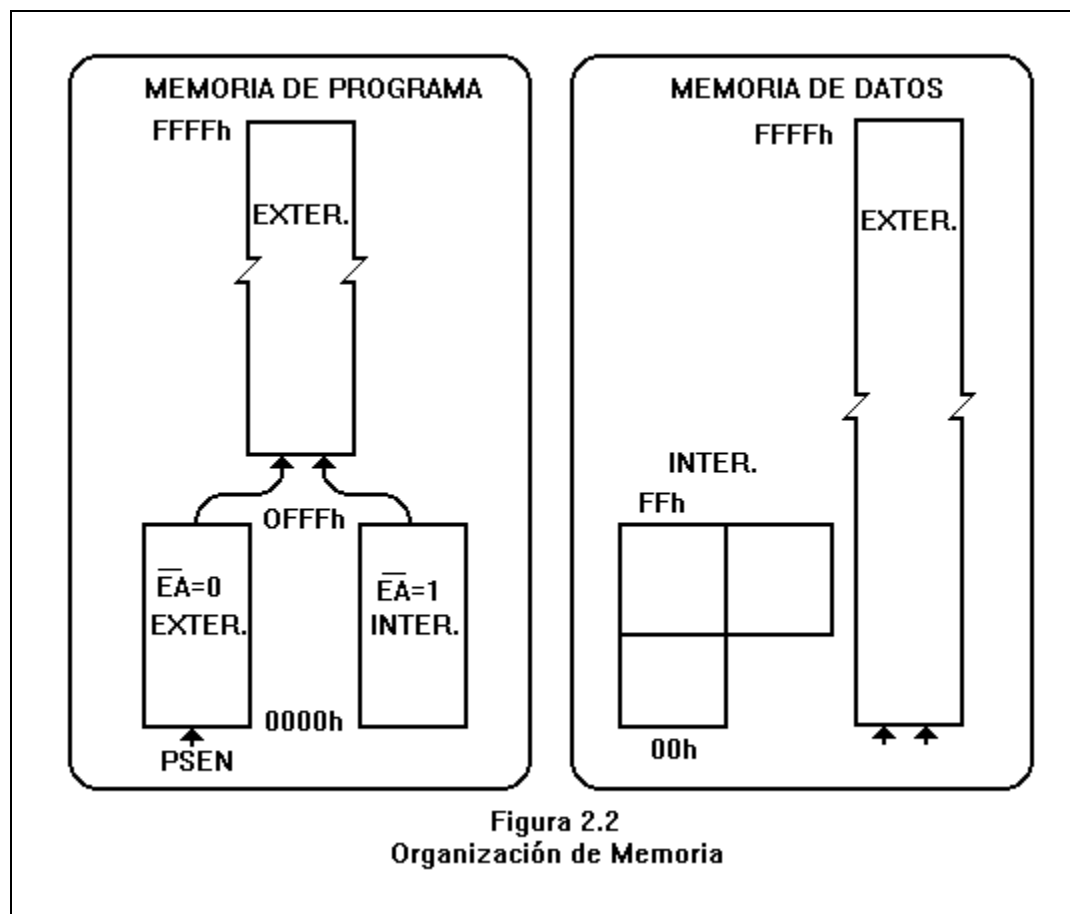 MEMORIA DE PROGRAMA
FFFFh
EXTER.
0FFFh
EA=0
EXTER.
EA=1
INTER.
0000h
PSEN
MEMORIA DE DATOS
FFFFh
EXTER.
INTER.
FFh
00h
Figura 2.2
Organización de Memoria